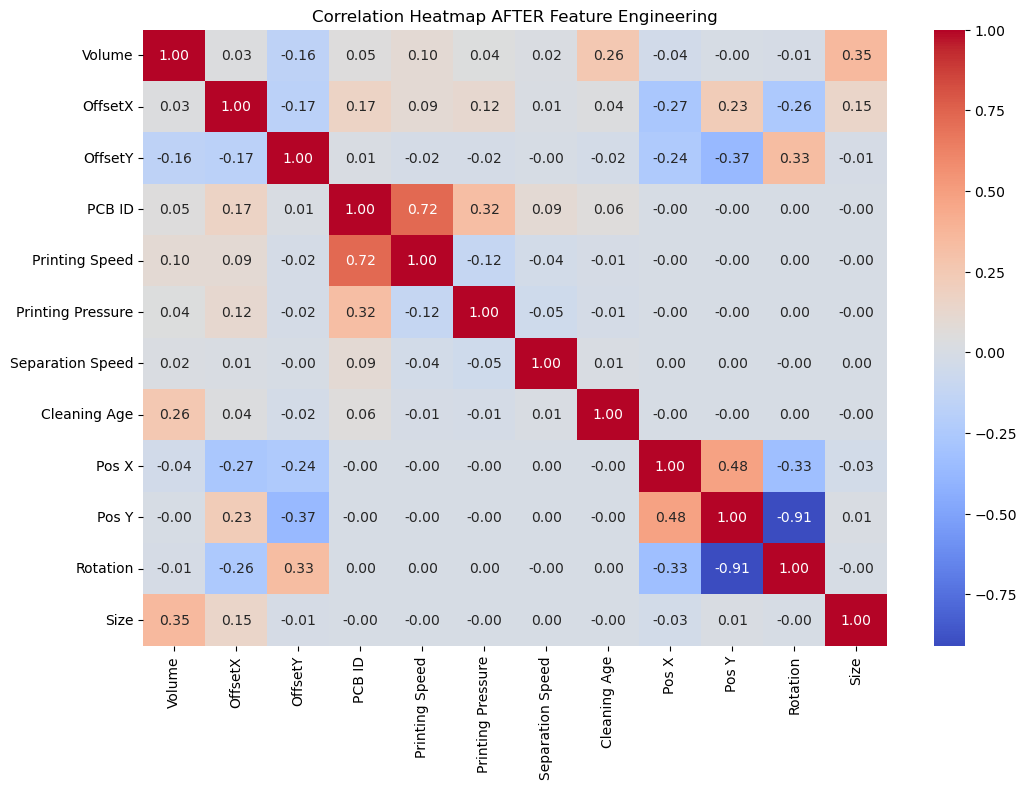 Correlation Heatmap AFTER Feature Engineering
Volume 1.00 0.03 -0.16 0.05 0.10 0.04 0.02 0.26 -0.04 -0.00 -0.01 0.35
OffsetX 0.03 1.00 -0.17 0.17 0.09 0.12 0.01 0.04 -0.27 0.23 -0.26 0.15
OffsetY -0.16 -0.17 1.00 0.01 -0.02 -0.02 -0.00 -0.02 -0.24 -0.37 0.33 -0.01
PCB ID 0.05 0.17 0.01 1.00 0.72 0.32 0.09 0.06 -0.00 -0.00 0.00 -0.00
Printing Speed 0.10 0.09 -0.02 0.72 1.00 -0.12 -0.04 -0.01 -0.00 -0.00 0.00 -0.00
Printing Pressure 0.04 0.12 -0.02 0.32 -0.12 1.00 -0.05 -0.01 -0.00 -0.00 0.00 -0.00
Separation Speed 0.02 0.01 -0.00 0.09 -0.04 -0.05 1.00 0.01 0.00 0.00 -0.00 0.00
Cleaning Age 0.26 0.04 -0.02 0.06 -0.01 -0.01 0.01 1.00 -0.00 -0.00 0.00 -0.00
Pos X -0.04 -0.27 -0.24 -0.00 -0.00 -0.00 0.00 -0.00 1.00 0.48 -0.33 -0.03
Pos Y -0.00 0.23 -0.37 -0.00 -0.00 -0.00 0.00 -0.00 0.48 1.00 -0.91 0.01
Rotation -0.01 -0.26 0.33 0.00 0.00 0.00 -0.00 0.00 -0.33 -0.91 1.00 -0.00
Size 0.35 0.15 -0.01 -0.00 -0.00 -0.00 0.00 -0.00 -0.03 0.01 -0.00 1.00
Volume
OffsetX
OffsetY
PCB ID
Printing Speed
Printing Pressure
Separation Speed
Cleaning Age
Pos X
Pos Y
Rotation
Size
1.00
0.75
0.50
0.25
0.00
−0.25
−0.50
−0.75